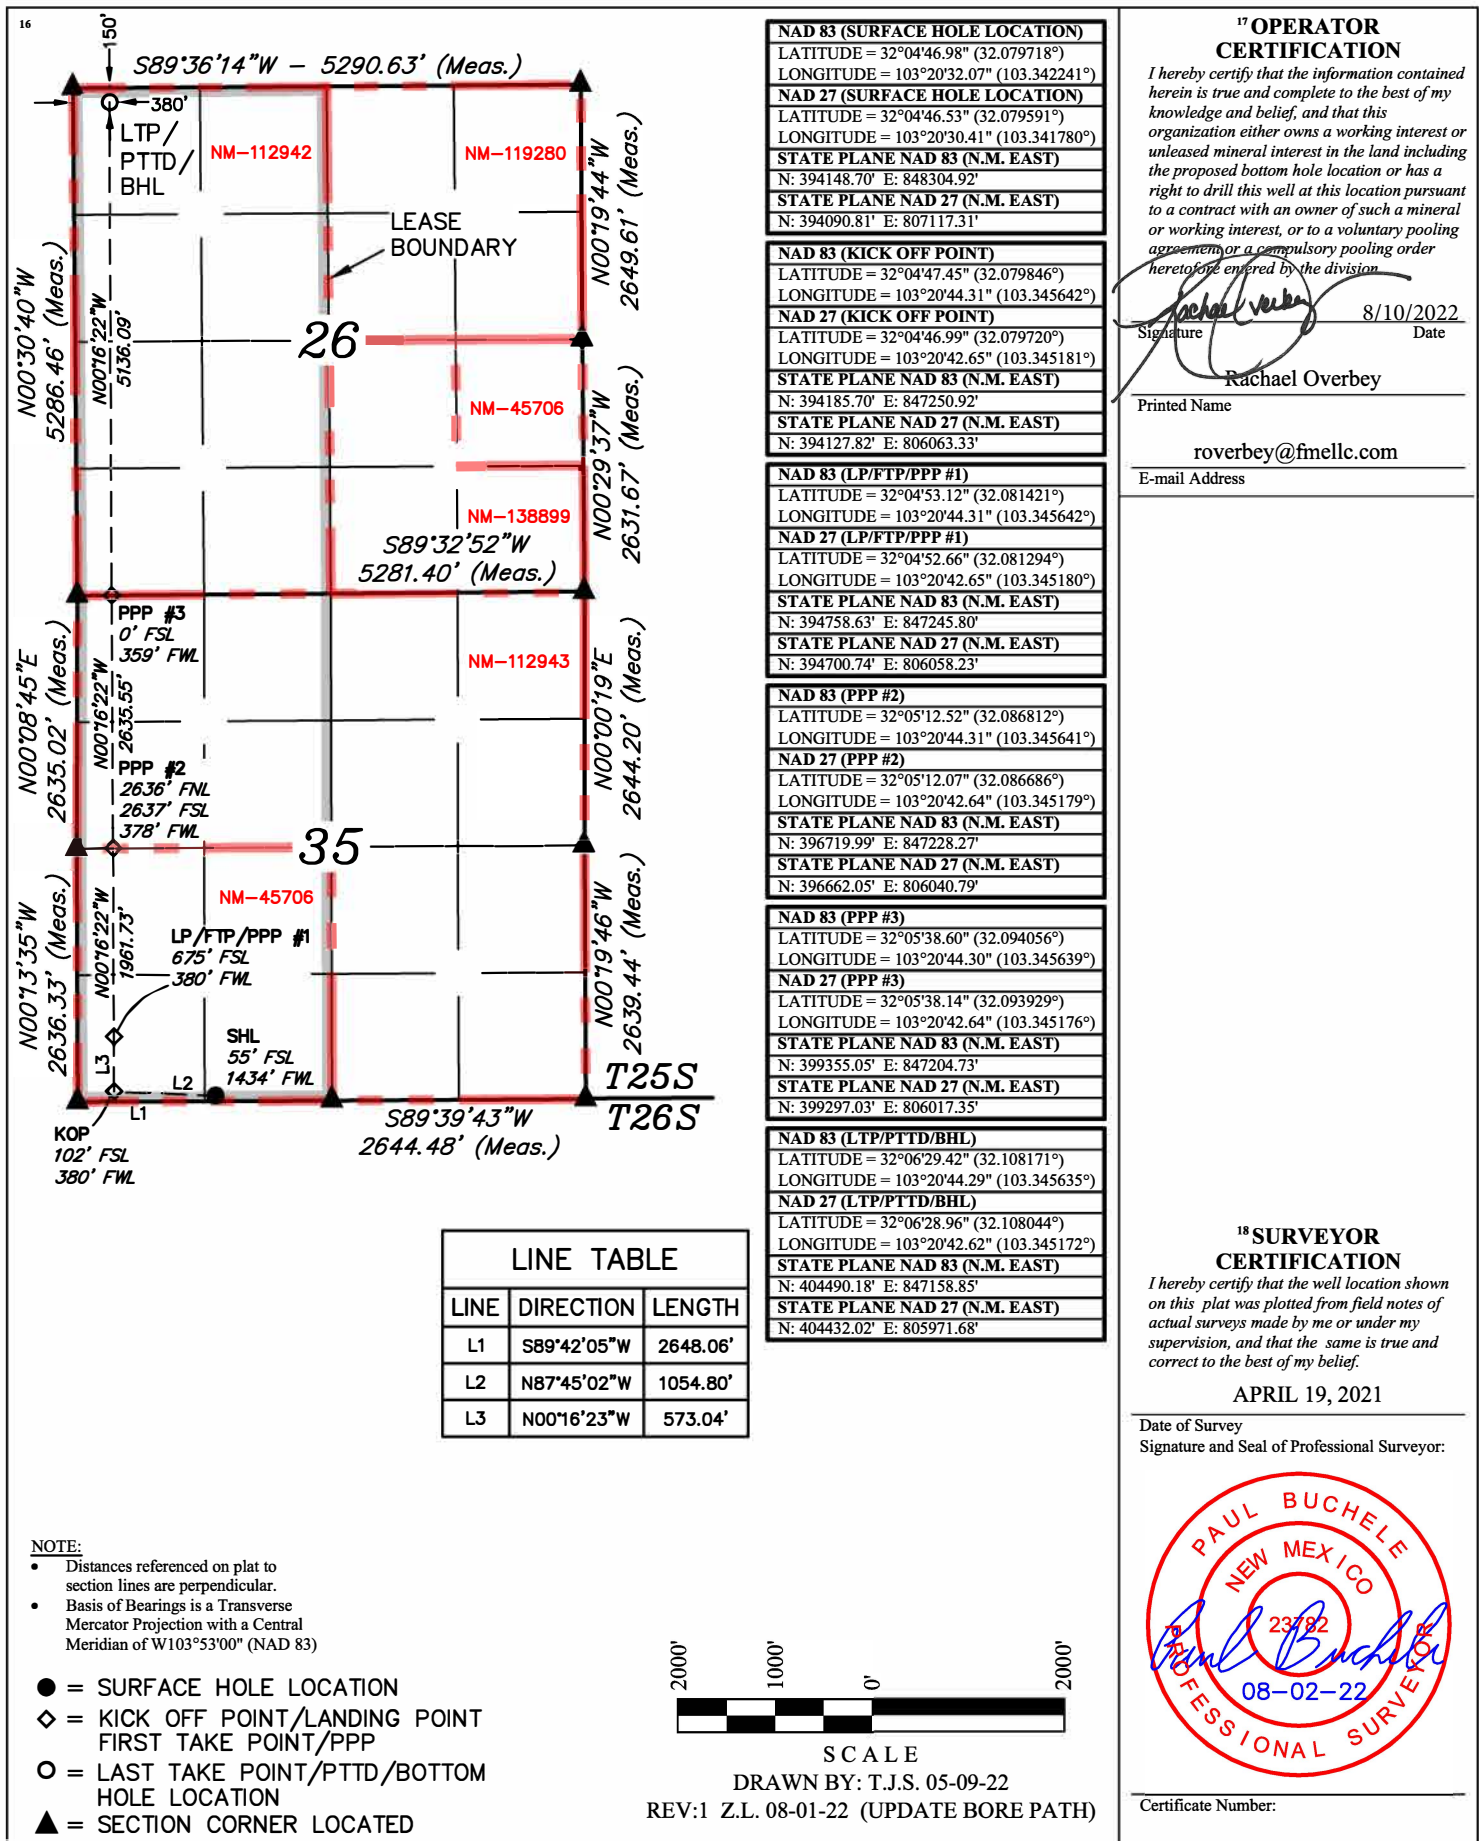 16
150'
S89°36'14"W - 5290.63' (Meas.)
380'
LTP/
PTTD/
BHL
NM-112942
NM-119280
LEASE
BOUNDARY
N00°19'44"W
2649.61' (Meas.)
N00°30'40"W
5286.46' (Meas.)
N00°16'22"W
5136.09'
26
NM-45706
N00°29'37"W
2631.67' (Meas.)
NM-138899
S89°32'52"W
5281.40' (Meas.)
PPP #3
0' FSL
359' FWL
NM-112943
N00°08'45"E
2635.02' (Meas.)
N00°16'22"W
2635.55'
N00°00'19"E
2644.20' (Meas.)
PPP #2
2636' FNL
2637' FSL
378' FWL
35
NM-45706
N00°13'35"W
2636.33' (Meas.)
N00°16'22"W
1961.73'
LP/FTP/PPP #1
675' FSL
380' FWL
N00°19'46"W
2639.44' (Meas.)
SHL
55' FSL
1434' FWL
L3
L2
L1
T25S
T26S
KOP
102' FSL
380' FWL
S89°39'43"W
2644.48' (Meas.)
LINE TABLE
LINE DIRECTION LENGTH
L1 S89°42'05"W 2648.06'
L2 N87°45'02"W 1054.80'
L3 N00°16'23"W 573.04'
NAD 83 (SURFACE HOLE LOCATION)
LATITUDE = 32°04'46.98" (32.079718°)
LONGITUDE = 103°20'32.07" (103.342241°)
NAD 27 (SURFACE HOLE LOCATION)
LATITUDE = 32°04'46.53" (32.079591°)
LONGITUDE = 103°20'30.41" (103.341780°)
STATE PLANE NAD 83 (N.M. EAST)
N: 394148.70' E: 848304.92'
STATE PLANE NAD 27 (N.M. EAST)
N: 394090.81' E: 807117.31'
NAD 83 (KICK OFF POINT)
LATITUDE = 32°04'47.45" (32.079846°)
LONGITUDE = 103°20'44.31" (103.345642°)
NAD 27 (KICK OFF POINT)
LATITUDE = 32°04'46.99" (32.079720°)
LONGITUDE = 103°20'42.65" (103.345181°)
STATE PLANE NAD 83 (N.M. EAST)
N: 394185.70' E: 847250.92'
STATE PLANE NAD 27 (N.M. EAST)
N: 394127.82' E: 806063.33'
NAD 83 (LP/FTP/PPP #1)
LATITUDE = 32°04'53.12" (32.081421°)
LONGITUDE = 103°20'44.31" (103.345642°)
NAD 27 (LP/FTP/PPP #1)
LATITUDE = 32°04'52.66" (32.081294°)
LONGITUDE = 103°20'42.65" (103.345180°)
STATE PLANE NAD 83 (N.M. EAST)
N: 394758.63' E: 847245.80'
STATE PLANE NAD 27 (N.M. EAST)
N: 394700.74' E: 806058.23'
NAD 83 (PPP #2)
LATITUDE = 32°05'12.52" (32.086812°)
LONGITUDE = 103°20'44.31" (103.345641°)
NAD 27 (PPP #2)
LATITUDE = 32°05'12.07" (32.086686°)
LONGITUDE = 103°20'42.64" (103.345179°)
STATE PLANE NAD 83 (N.M. EAST)
N: 396719.99' E: 847228.27'
STATE PLANE NAD 27 (N.M. EAST)
N: 396662.05' E: 806040.79'
NAD 83 (PPP #3)
LATITUDE = 32°05'38.60" (32.094056°)
LONGITUDE = 103°20'44.30" (103.345639°)
NAD 27 (PPP #3)
LATITUDE = 32°05'38.14" (32.093929°)
LONGITUDE = 103°20'42.64" (103.345176°)
STATE PLANE NAD 83 (N.M. EAST)
N: 399355.05' E: 847204.73'
STATE PLANE NAD 27 (N.M. EAST)
N: 399297.03' E: 806017.35'
NAD 83 (LTP/PTTD/BHL)
LATITUDE = 32°06'29.42" (32.108171°)
LONGITUDE = 103°20'44.29" (103.345635°)
NAD 27 (LTP/PTTD/BHL)
LATITUDE = 32°06'28.96" (32.108044°)
LONGITUDE = 103°20'42.62" (103.345172°)
STATE PLANE NAD 83 (N.M. EAST)
N: 404490.18' E: 847158.85'
STATE PLANE NAD 27 (N.M. EAST)
N: 404432.02' E: 805971.68'
17 OPERATOR
CERTIFICATION
I hereby certify that the information contained
herein is true and complete to the best of my
knowledge and belief, and that this
organization either owns a working interest or
unleased mineral interest in the land including
the proposed bottom hole location or has a
right to drill this well at this location pursuant
to a contract with an owner of such a mineral
or working interest, or to a voluntary pooling
agreement or a compulsory pooling order
heretofore entered by the division.
Rachael Overbey
8/10/2022
Signature Date
Rachael Overbey
Printed Name
roverbey@fmellc.com
E-mail Address
18 SURVEYOR
CERTIFICATION
I hereby certify that the well location shown
on this plat was plotted from field notes of
actual surveys made by me or under my
supervision, and that the same is true and
correct to the best of my belief.
APRIL 19, 2021
Date of Survey
Signature and Seal of Professional Surveyor:
PAUL BUCHELE
NEW MEXICO
23782
Paul Buchele
08-02-22
PROFESSIONAL SURVEYOR
Certificate Number:
NOTE:
• Distances referenced on plat to
section lines are perpendicular.
• Basis of Bearings is a Transverse
Mercator Projection with a Central
Meridian of W103°53'00" (NAD 83)
● = SURFACE HOLE LOCATION
◇ = KICK OFF POINT/LANDING POINT
FIRST TAKE POINT/PPP
○ = LAST TAKE POINT/PTTD/BOTTOM
HOLE LOCATION
▲ = SECTION CORNER LOCATED
2000' 1000' 0' 2000'
SCALE
DRAWN BY: T.J.S. 05-09-22
REV:1 Z.L. 08-01-22 (UPDATE BORE PATH)